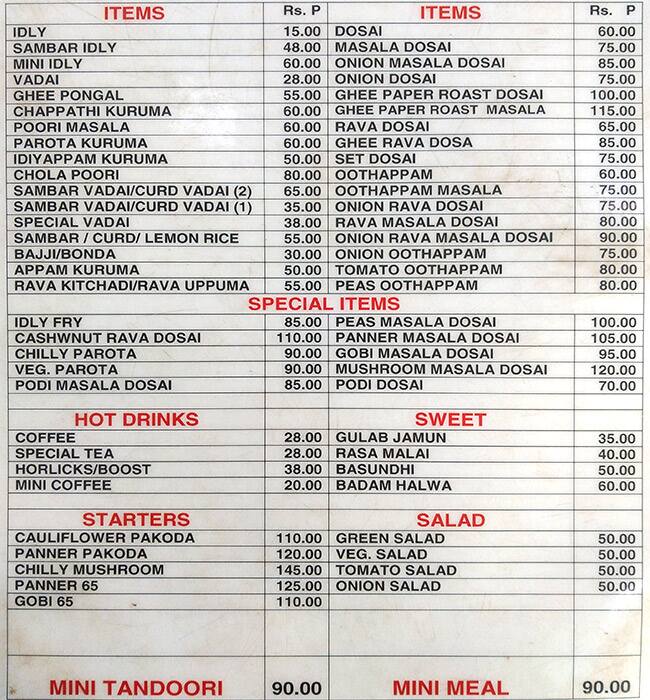 ITEMS Rs. P ITEMS Rs. P
IDLY 15.00 DOSAI 60.00
SAMBAR IDLY 48.00 MASALA DOSAI 75.00
MINI IDLY 60.00 ONION MASALA DOSAI 85.00
VADAI 28.00 ONION DOSAI 75.00
GHEE PONGAL 55.00 GHEE PAPER ROAST DOSAI 100.00
CHAPPATHI KURUMA 60.00 GHEE PAPER ROAST MASALA 115.00
POORI MASALA 60.00 RAVA DOSAI 65.00
PAROTA KURUMA 60.00 GHEE RAVA DOSA 85.00
IDIYAPPAM KURUMA 50.00 SET DOSAI 75.00
CHOLA POORI 80.00 OOTHAPPAM 60.00
SAMBAR VADAI/CURD VADAI (2) 65.00 OOTHAPPAM MASALA 75.00
SAMBAR VADAI/CURD VADAI (1) 35.00 ONION RAVA DOSAI 75.00
SPECIAL VADAI 38.00 RAVA MASALA DOSAI 80.00
SAMBAR / CURD/ LEMON RICE 55.00 ONION RAVA MASALA DOSAI 90.00
BAJJI/BONDA 30.00 ONION OOTHAPPAM 75.00
APPAM KURUMA 50.00 TOMATO OOTHAPPAM 80.00
RAVA KITCHADI/RAVA UPPUMA 55.00 PEAS OOTHAPPAM 80.00
SPECIAL ITEMS
IDLY FRY 85.00 PEAS MASALA DOSAI 100.00
CASHWNUT RAVA DOSAI 110.00 PANNER MASALA DOSAI 105.00
CHILLY PAROTA 90.00 GOBI MASALA DOSAI 95.00
VEG. PAROTA 90.00 MUSHROOM MASALA DOSAI 120.00
PODI MASALA DOSAI 85.00 PODI DOSAI 70.00
HOT DRINKS SWEET
COFFEE 28.00 GULAB JAMUN 35.00
SPECIAL TEA 28.00 RASA MALAI 40.00
HORLICKS/BOOST 38.00 BASUNDHI 50.00
MINI COFFEE 20.00 BADAM HALWA 60.00
STARTERS SALAD
CAULIFLOWER PAKODA 110.00 GREEN SALAD 50.00
PANNER PAKODA 120.00 VEG. SALAD 50.00
CHILLY MUSHROOM 145.00 TOMATO SALAD 50.00
PANNER 65 125.00 ONION SALAD 50.00
GOBI 65 110.00
MINI TANDOORI 90.00 MINI MEAL 90.00